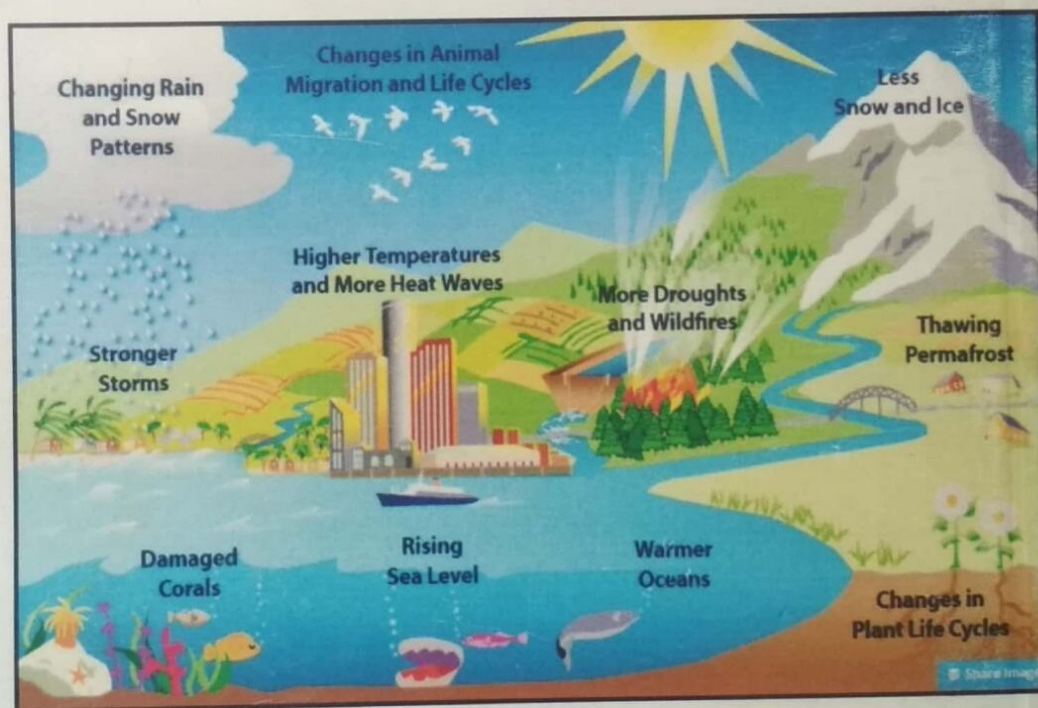 Changing Rain
and Snow
Patterns
Changes in Animal
Migration and Life Cycles
Less
Snow and Ice
Higher Temperatures
and More Heat Waves
More Droughts
and Wildfires
Thawing
Permafrost
Stronger
Storms
Damaged
Corals
Rising
Sea Level
Warmer
Oceans
Changes in
Plant Life Cycles
Share Image